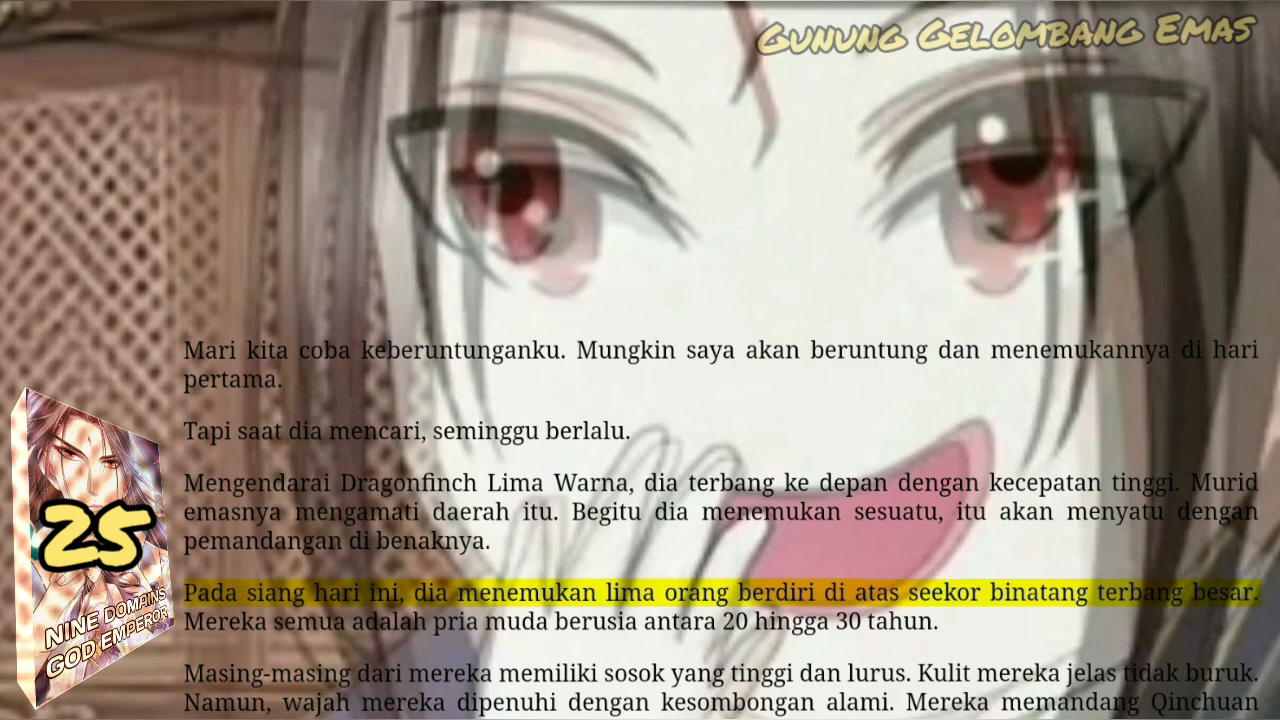 Gunung Gelombang Emas
Mari kita coba keberuntunganku. Mungkin saya akan beruntung dan menemukannya di hari
pertama.
Tapi saat dia mencari, seminggu berlalu.
Mengendarai Dragonfinch Lima Warna, dia terbang ke depan dengan kecepatan tinggi. Murid
emasnya mengamati daerah itu. Begitu dia menemukan sesuatu, itu akan menyatu dengan
pemandangan di benaknya.
Pada siang hari ini, dia menemukan lima orang berdiri di atas seekor binatang terbang besar.
Mereka semua adalah pria muda berusia antara 20 hingga 30 tahun.
Masing-masing dari mereka memiliki sosok yang tinggi dan lurus. Kulit mereka jelas tidak buruk.
Namun, wajah mereka dipenuhi dengan kesombongan alami. Mereka memandang Qinchuan
25
NINE DOMAINS
GOD EMPEROR